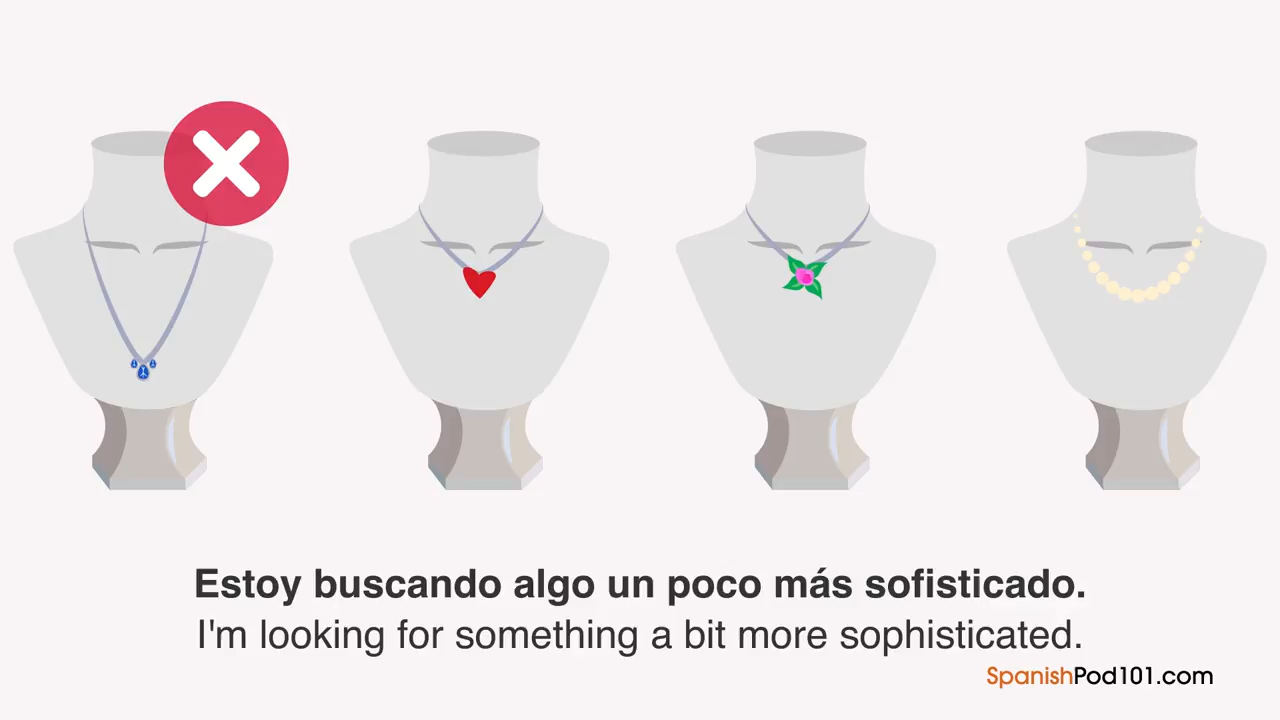 Estoy buscando algo un poco más sofisticado.
I'm looking for something a bit more sophisticated.
SpanishPod101.com